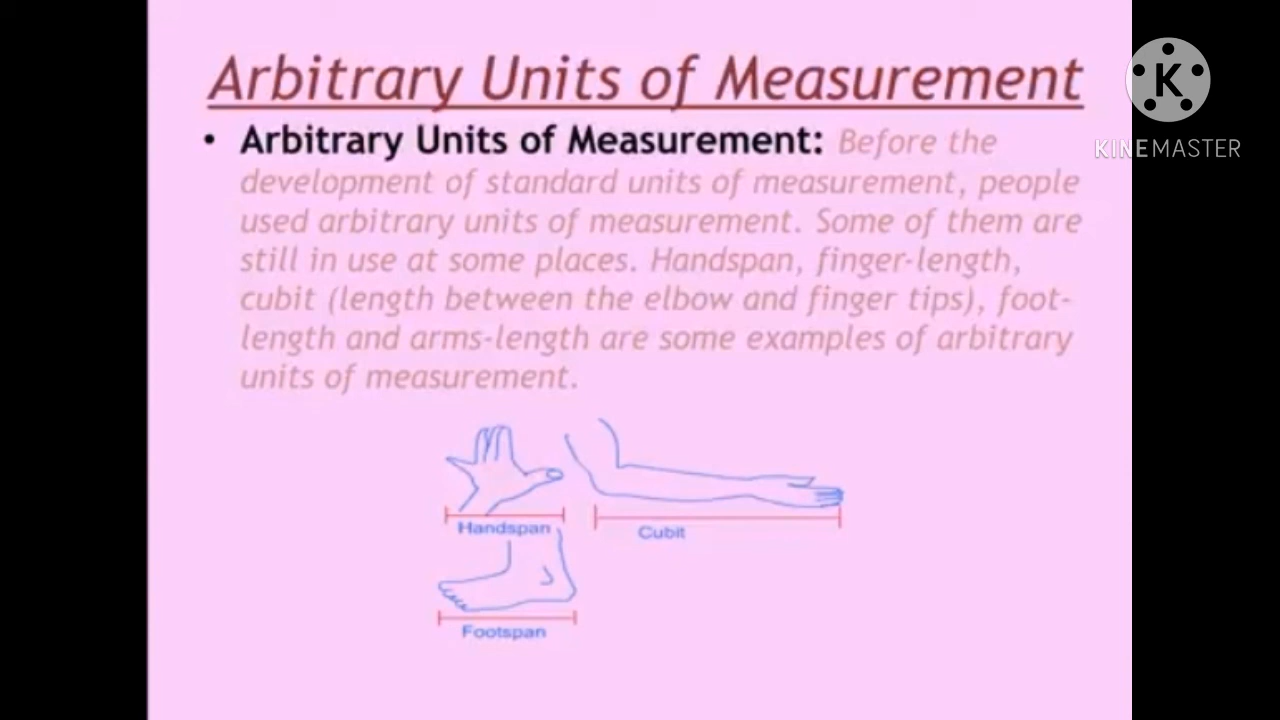 Arbitrary Units of Measurement
• Arbitrary Units of Measurement: Before the
development of standard units of measurement, people
used arbitrary units of measurement. Some of them are
still in use at some places. Handspan, finger-length,
cubit (length between the elbow and finger tips), foot-
length and arms-length are some examples of arbitrary
units of measurement.
Handspan
Cubit
Footspan
K
KINEMASTER